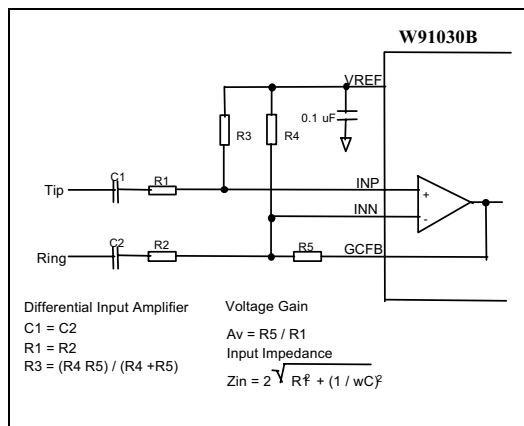 W91030B
VREF
0.1 uF
R3
R4
C1
R1
Tip
INP
+
INN
-
C2
R2
R5
GCFB
Ring
Differential Input Amplifier
C1 = C2
R1 = R2
R3 = (R4 R5) / (R4 +R5)
Voltage Gain
Av = R5 / R1
Input Impedance
Zin = 2 √ R1² + (1 / wC)²